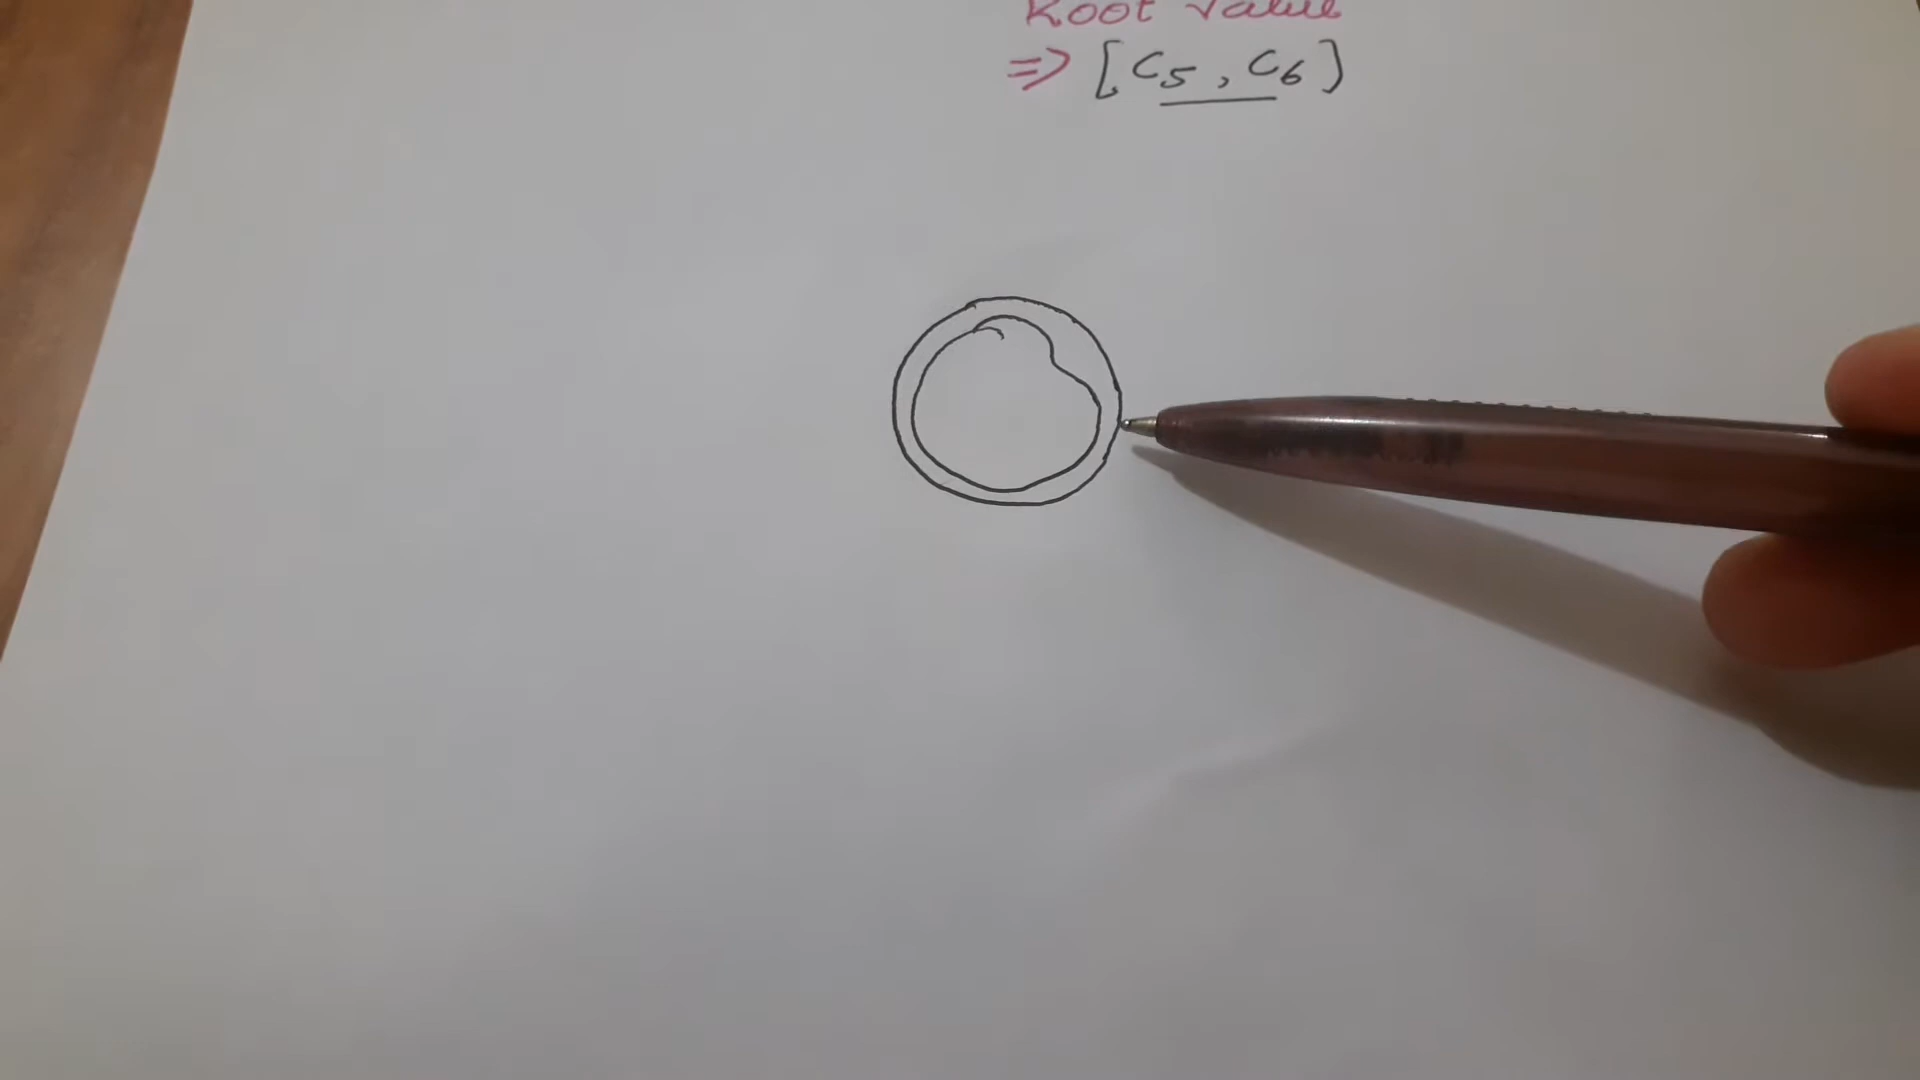 Root Value
=> [C5, C6]